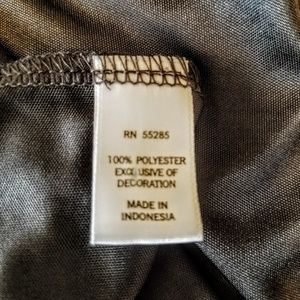 RN 55285
100% POLYESTER
EXCLUSIVE OF
DECORATION
MADE IN
INDONESIA